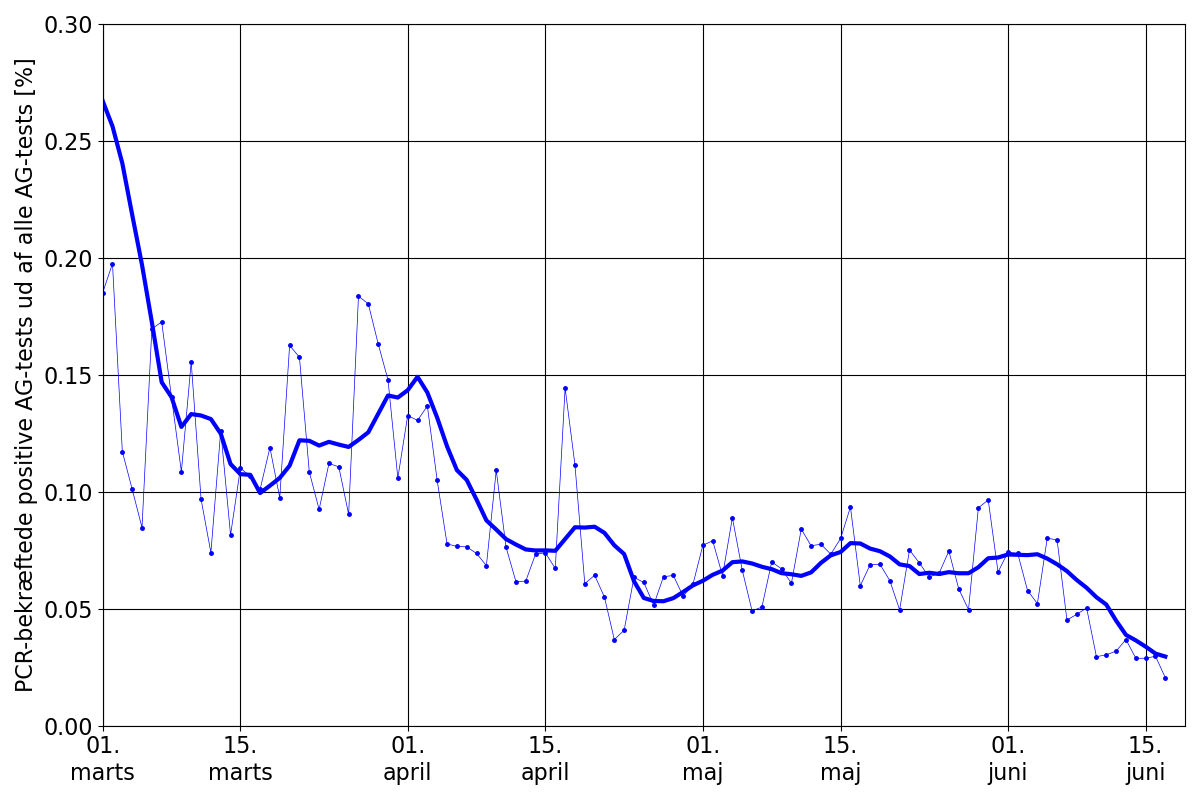 PCR-bekræftede positive AG-tests ud af alle AG-tests [%]
0.30
0.25
0.20
0.15
0.10
0.05
0.00
01. marts
15. marts
01. april
15. april
01. maj
15. maj
01. juni
15. juni